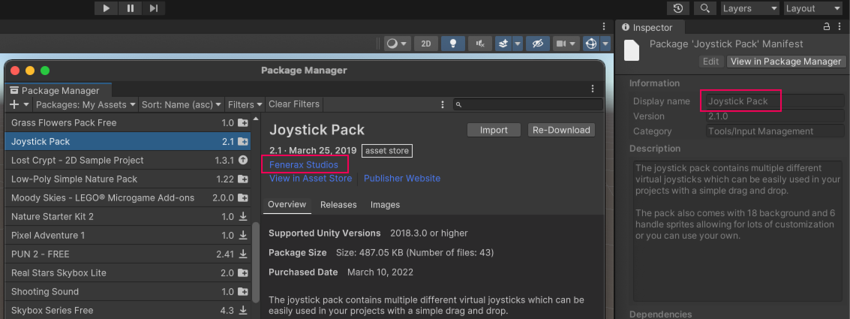 Layers
Layout
2D
Inspector
Package 'Joystick Pack' Manifest
Edit
View in Package Manager
Information
Display name Joystick Pack
Version 2.1.0
Category Tools/Input Management
Description
The joystick pack contains multiple different
virtual joysticks which can be easily used in your
projects with a simple drag and drop.
The pack also comes with 18 background and 6
handle sprites allowing for lots of customization
or you can use your own.
Dependencies
Package Manager
Package Manager
Packages: My Assets
Sort: Name (asc)
Filters
Clear Filters
Grass Flowers Pack Free 1.0
Joystick Pack 2.1
Lost Crypt - 2D Sample Project 1.3.1
Low-Poly Simple Nature Pack 1.22
Moody Skies - LEGO® Microgame Add-ons 2.0.0
Nature Starter Kit 2 1.0
Pixel Adventure 1 1.0
PUN 2 - FREE 2.41
Real Stars Skybox Lite 2.0
Shooting Sound 1.0
Skybox Series Free 4.3
Joystick Pack
Import
Re-Download
2.1 · March 25, 2019 asset store
Fenerax Studios
View in Asset Store
Publisher Website
Overview
Releases
Images
Supported Unity Versions 2018.3.0 or higher
Package Size Size: 487.05 KB (Number of files: 43)
Purchased Date March 10, 2022
The joystick pack contains multiple different virtual joysticks which can be
easily used in your projects with a simple drag and drop.